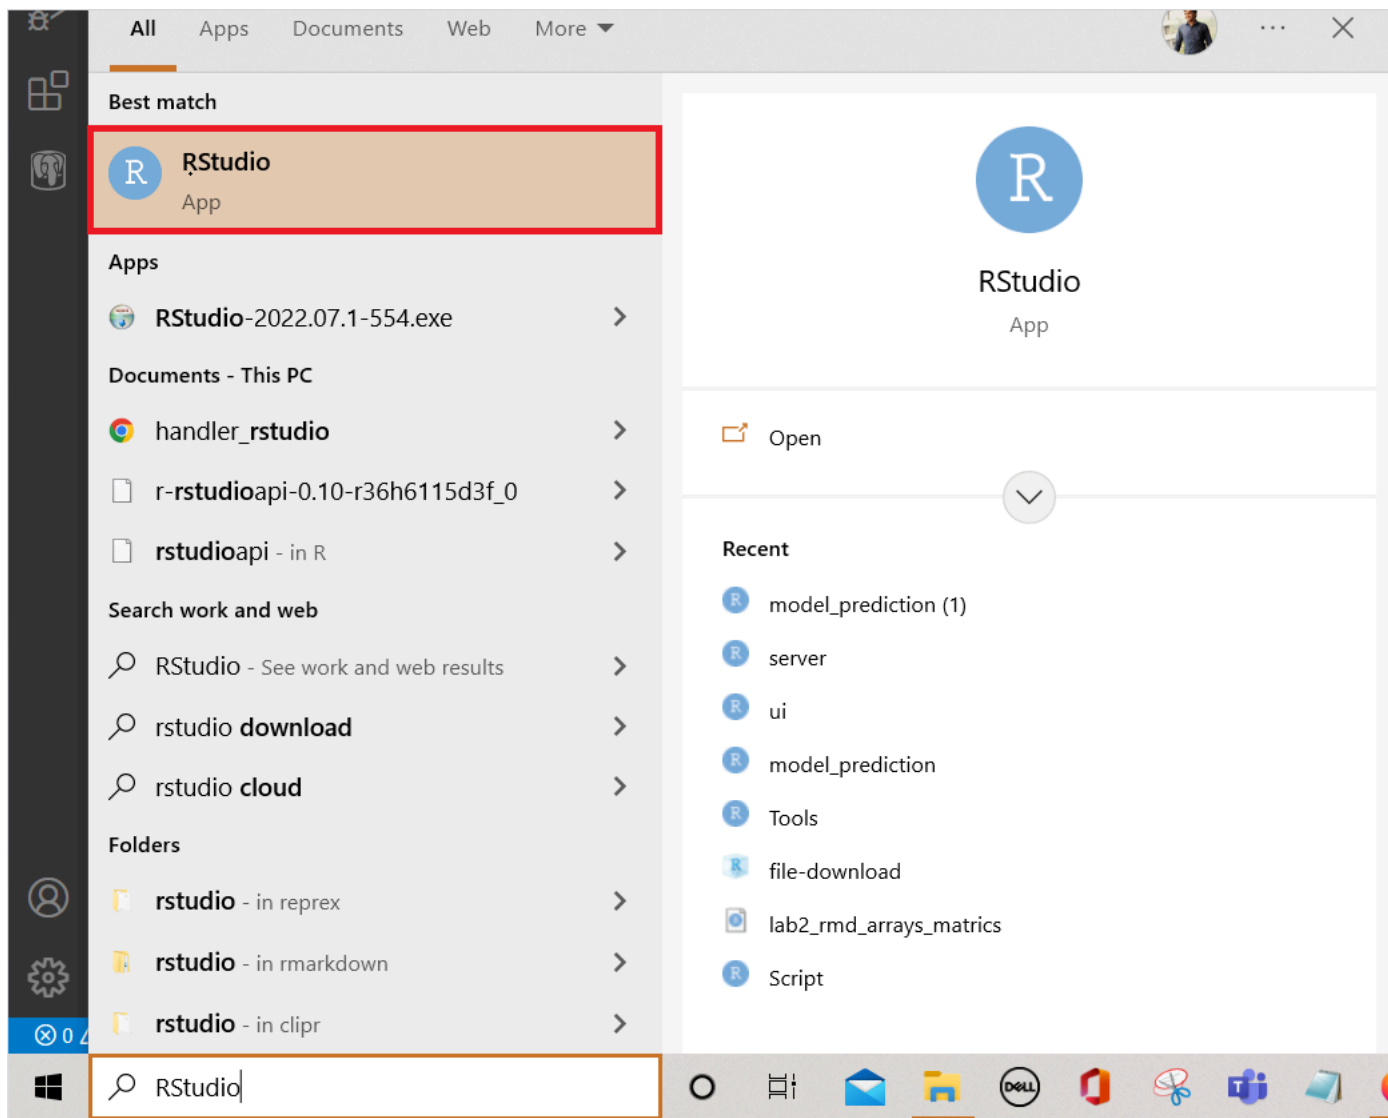 All Apps Documents Web More
Best match
R RStudio
App
Apps
RStudio-2022.07.1-554.exe
Documents - This PC
handler_rstudio
r-rstudioapi-0.10-r36h6115d3f_0
rstudioapi - in R
Search work and web
RStudio - See work and web results
rstudio download
rstudio cloud
Folders
rstudio - in reprex
rstudio - in rmarkdown
rstudio - in clipr
0
RStudio
R
RStudio
App
Open
Recent
R model_prediction (1)
R server
R ui
R model_prediction
R Tools
R file-download
lab2_rmd_arrays_matrics
R Script
DELL